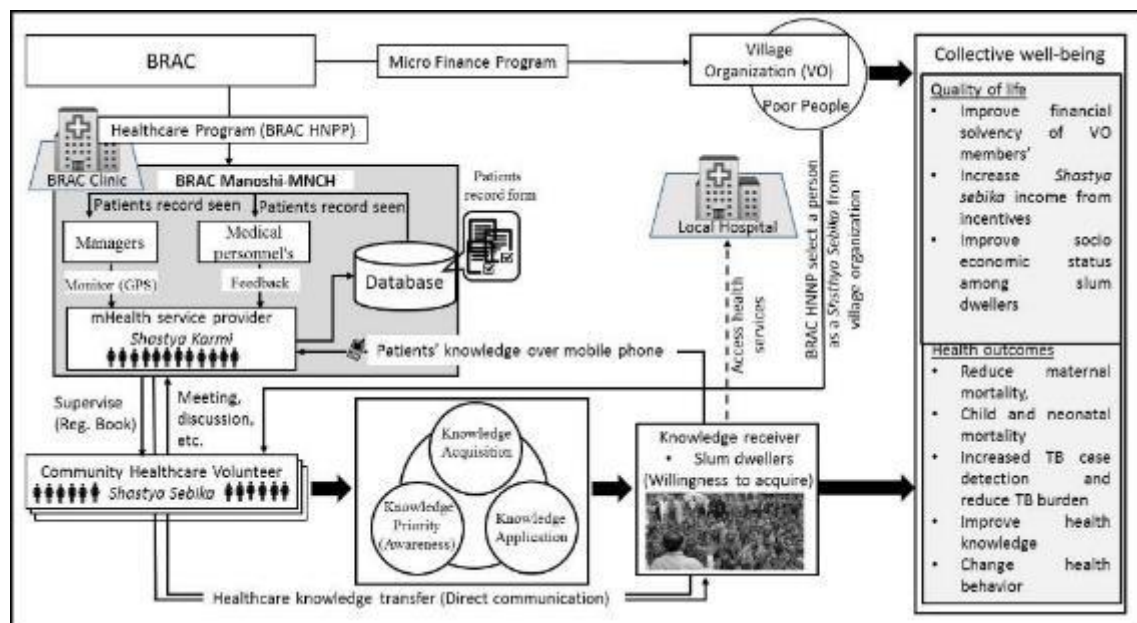 BRAC
Micro Finance Program
Village
Organization (VO)
Poor People
Healthcare Program (BRAC HNPP)
BRAC Clinic
BRAC Manoshi-MNCH
Patients record seen
Patients record seen
Patients
record form
Managers
Medical
personnel's
Database
Monitor (GPS)
Feedback
mHealth service provider
Shastya Karmi
Patients' knowledge over mobile phone
Local Hospital
Access health
services
BRAC HNNP select a person
as a Shasthya Sebika from
village organization
Supervise
(Reg. Book)
Meeting,
discussion,
etc.
Community Healthcare Volunteer
Shastya Sebika
Knowledge
Acquisition
Knowledge
Priority
(Awareness)
Knowledge
Application
Knowledge receiver
• Slum dwellers
(Willingness to acquire)
Healthcare knowledge transfer (Direct communication)
Collective well-being
Quality of life
• Improve financial
solvency of VO
members'
• Increase Shastya
sebika income from
incentives
• Improve socio
economic status
among slum
dwellers
Health outcomes
• Reduce maternal
mortality,
• Child and neonatal
mortality
• Increased TB case
detection and
reduce TB burden
• Improve health
knowledge
• Change health
behavior